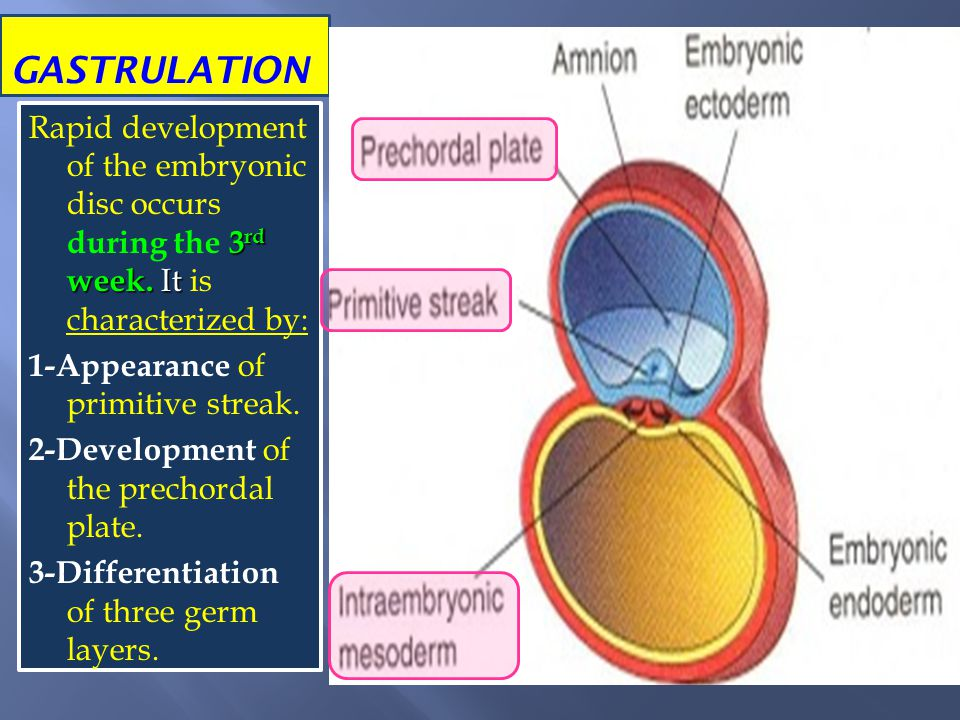 GASTRULATION
Rapid development
of the embryonic
disc occurs
during the 3rd
week. It is
characterized by:
1-Appearance of
primitive streak.
2-Development of
the prechordal
plate.
3-Differentiation
of three germ
layers.
Amnion
Embryonic
ectoderm
Prechordal plate
Primitive streak
Intraembryonic
mesoderm
Embryonic
endoderm